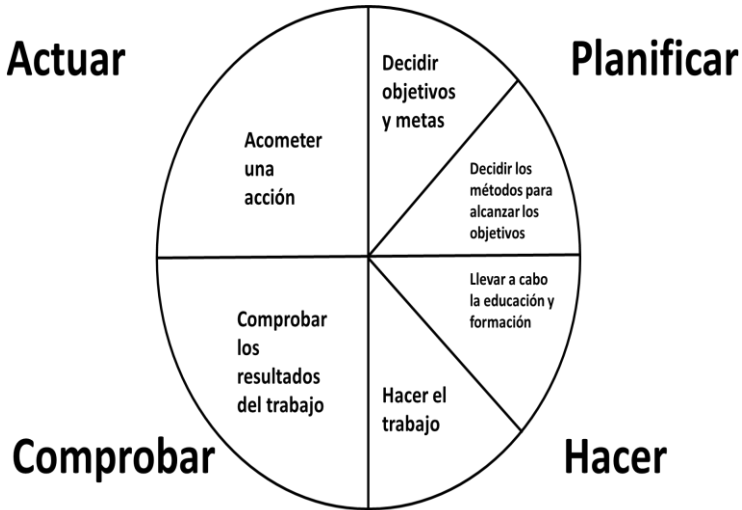 Actuar
Planificar
Decidir
objetivos
y metas
Acometer
una
acción
Decidir los
métodos para
alcanzar los
objetivos
Llevar a cabo
la educación y
formación
Comprobar
los
resultados
del trabajo
Hacer el
trabajo
Comprobar
Hacer